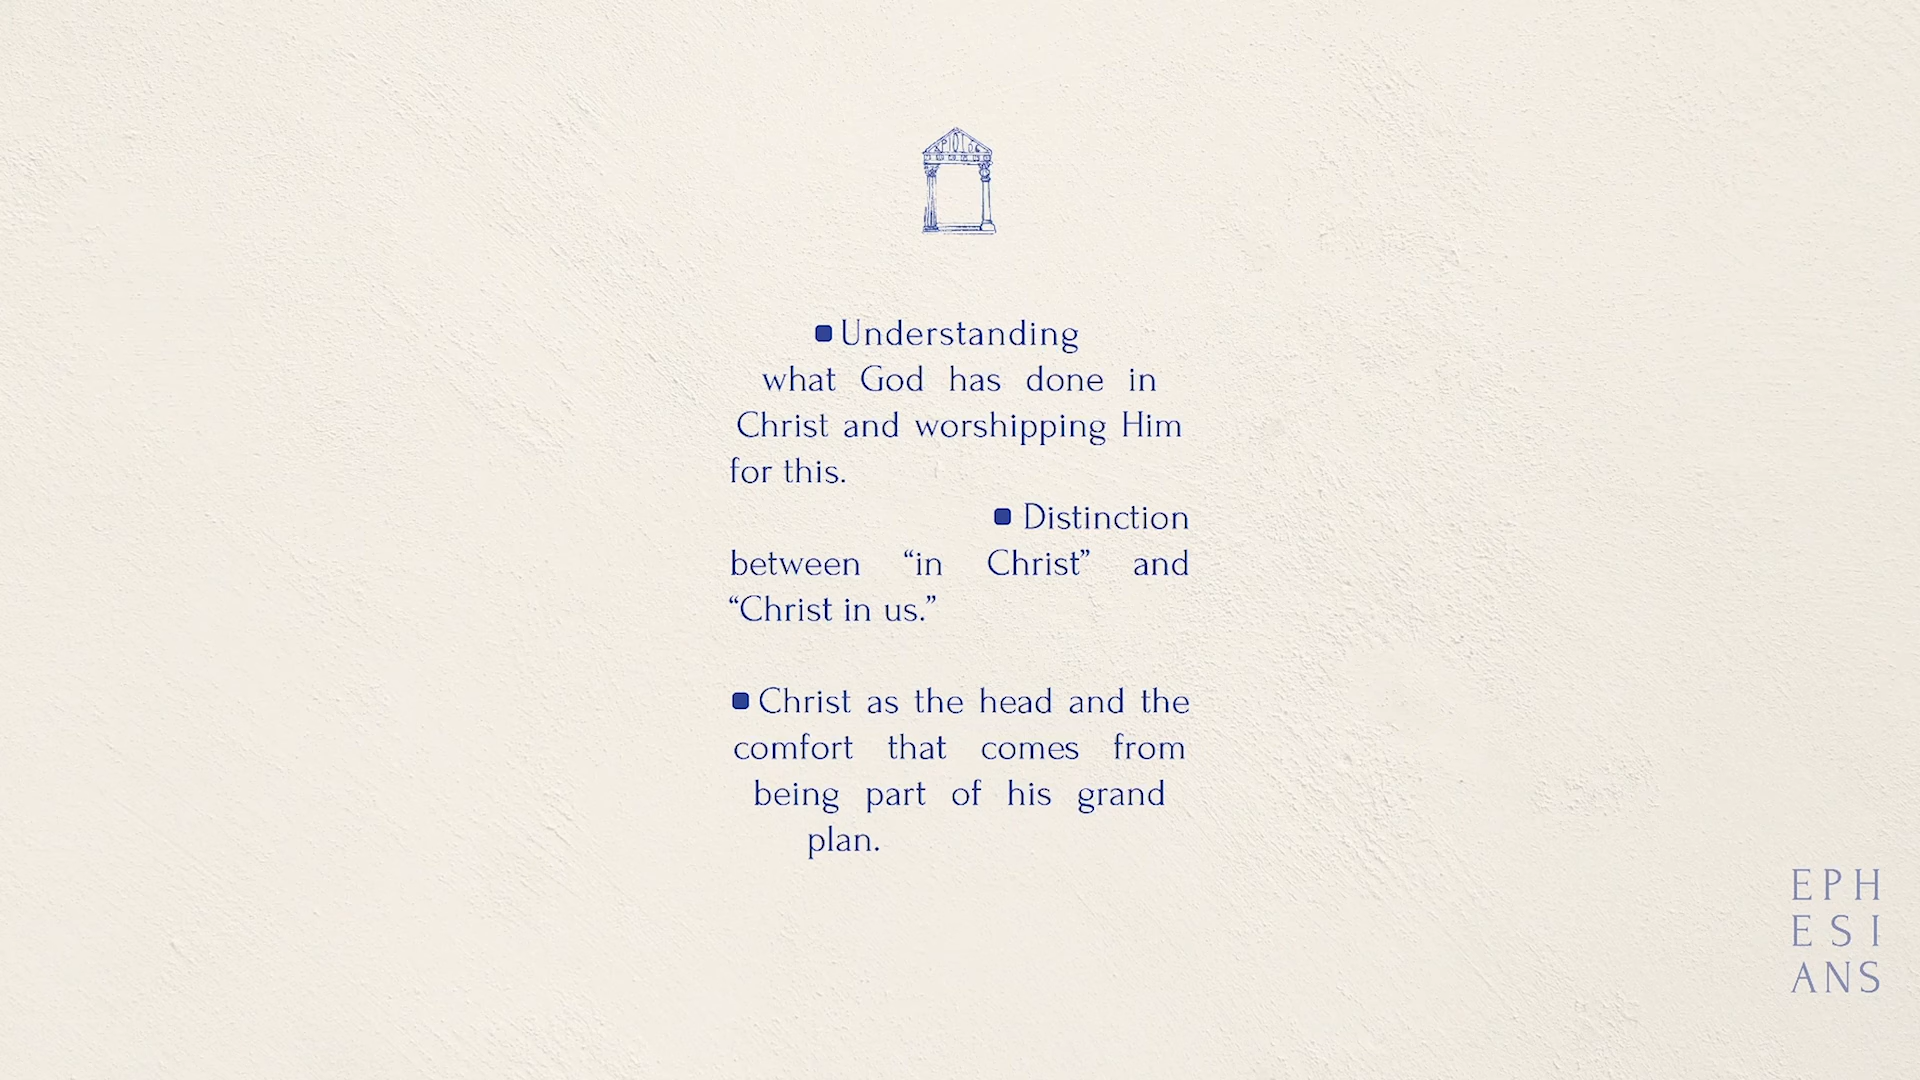 ■ Understanding
what God has done in
Christ and worshipping Him
for this.
■ Distinction
between “in Christ” and
“Christ in us.”
■ Christ as the head and the
comfort that comes from
being part of his grand
plan.
EPH
ESI
ANS